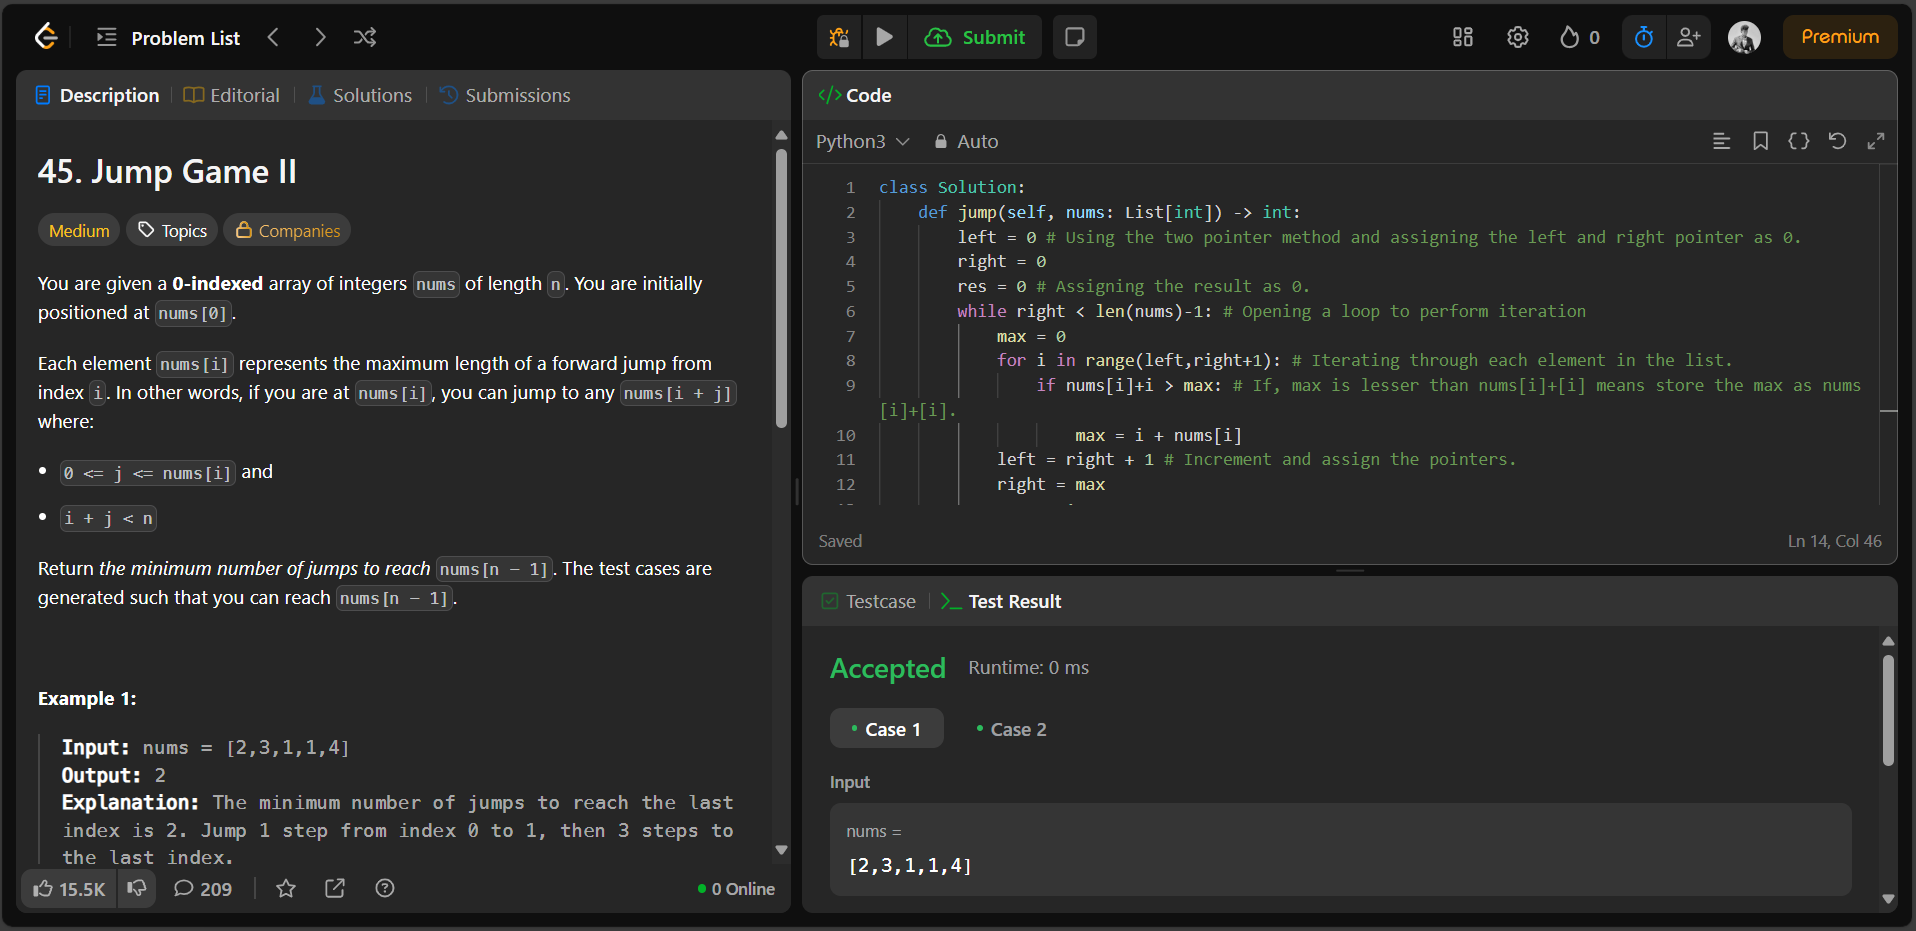 Problem List
Submit
0
Premium
Description
Editorial
Solutions
Submissions
45. Jump Game II
Medium
Topics
Companies
You are given a 0-indexed array of integers nums of length n. You are initially
positioned at nums[0].
Each element nums[i] represents the maximum length of a forward jump from
index i. In other words, if you are at nums[i], you can jump to any nums[i + j]
where:
• 0 <= j <= nums[i] and
• i + j < n
Return the minimum number of jumps to reach nums[n - 1]. The test cases are
generated such that you can reach nums[n - 1].
Example 1:
Input: nums = [2,3,1,1,4]
Output: 2
Explanation: The minimum number of jumps to reach the last
index is 2. Jump 1 step from index 0 to 1, then 3 steps to
the last index.
15.5K
209
0 Online
</> Code
Python3
Auto
1 class Solution:
2 def jump(self, nums: List[int]) -> int:
3 left = 0 # Using the two pointer method and assigning the left and right pointer as 0.
4 right = 0
5 res = 0 # Assigning the result as 0.
6 while right < len(nums)-1: # Opening a loop to perform iteration
7 max = 0
8 for i in range(left,right+1): # Iterating through each element in the list.
9 if nums[i]+i > max: # If, max is lesser than nums[i]+[i] means store the max as nums
[i]+[i].
10 max = i + nums[i]
11 left = right + 1 # Increment and assign the pointers.
12 right = max
Saved
Ln 14, Col 46
Testcase
Test Result
Accepted
Runtime: 0 ms
• Case 1
• Case 2
Input
nums =
[2,3,1,1,4]